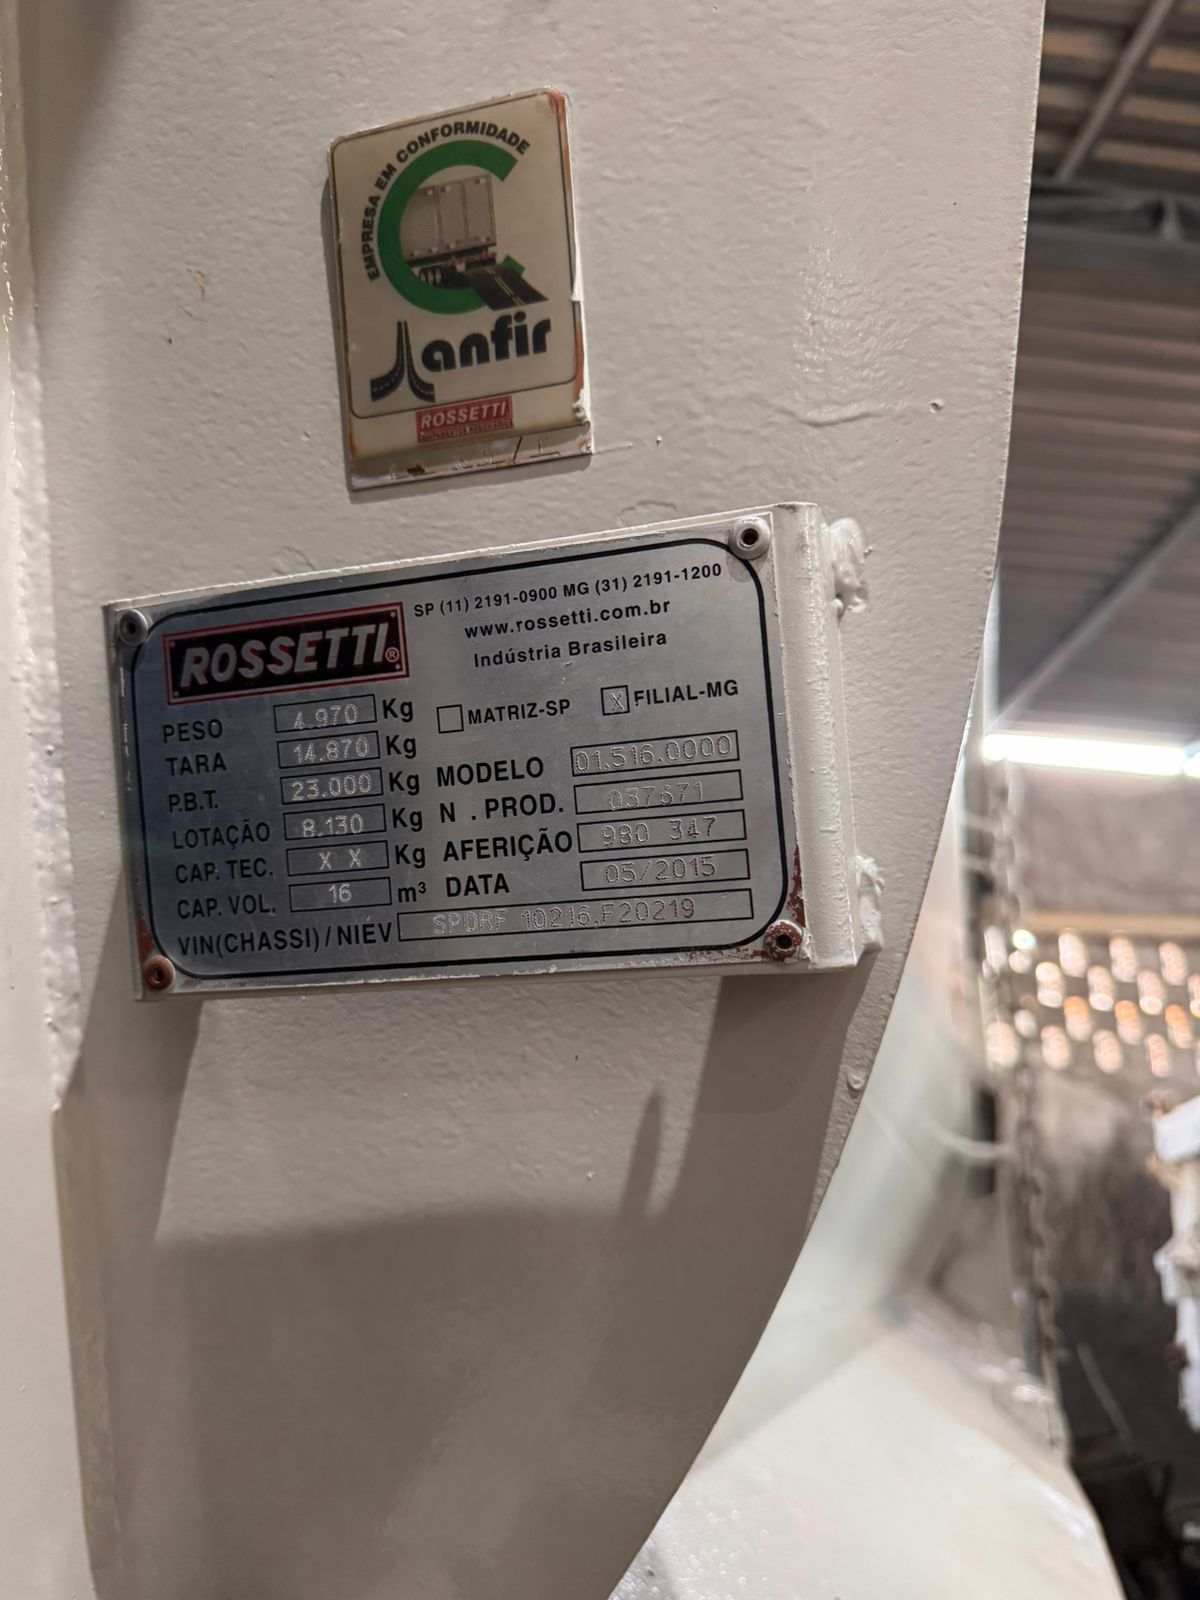 EMPRESA EM CONFORMIDADE
anfir
ROSSETTI
EQUIPAMENTOS RODOVIÁRIOS
ROSSETTI®
SP (11) 2191-0900 MG (31) 2191-1200
www.rossetti.com.br
Indústria Brasileira
MATRIZ-SP X FILIAL-MG
PESO 4.970 Kg
TARA 14.870 Kg
P.B.T. 23.000 Kg
LOTAÇÃO 8.130 Kg
CAP. TEC. X X Kg
CAP. VOL. 16 m³
MODELO 01.516.0000
N . PROD. 037671
AFERIÇÃO 980 347
DATA 05/2015
VIN(CHASSI)/NIEV 10216.F20219